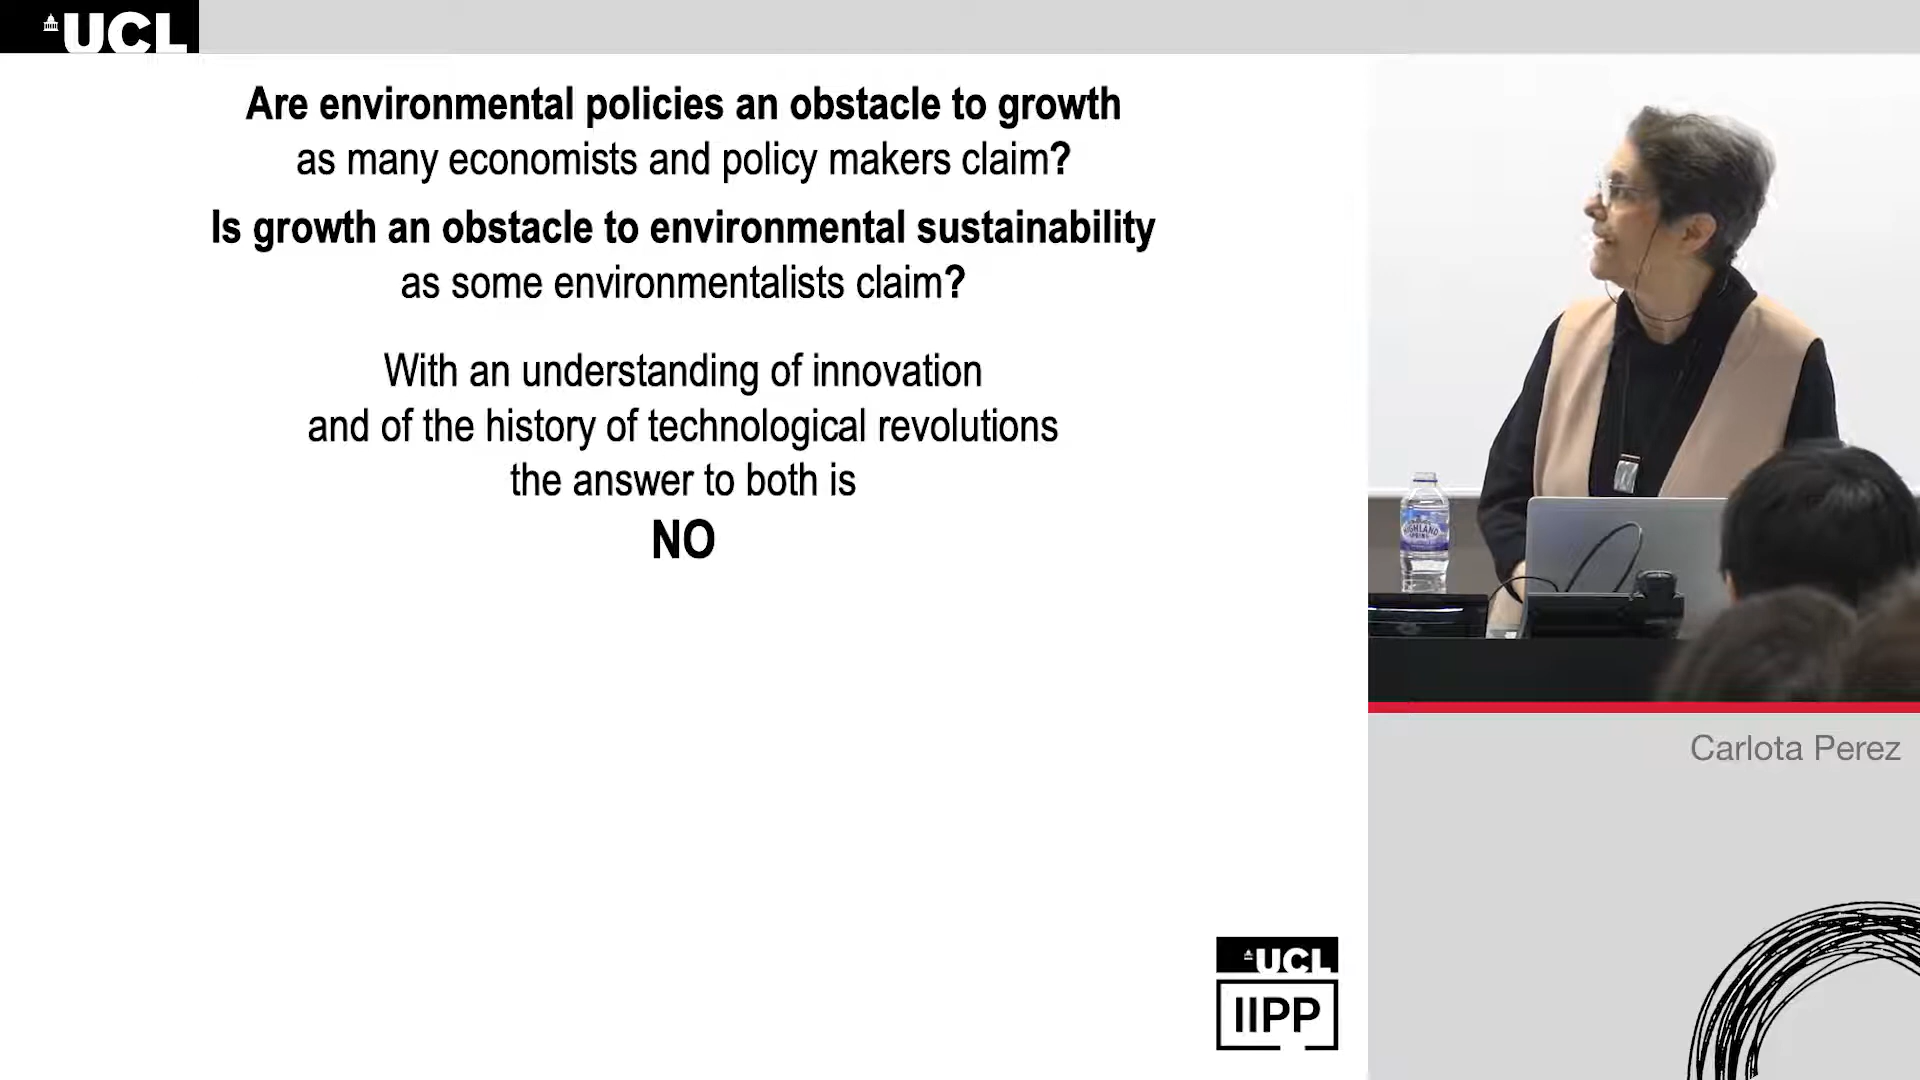 UCL
Are environmental policies an obstacle to growth
as many economists and policy makers claim?
Is growth an obstacle to environmental sustainability
as some environmentalists claim?
With an understanding of innovation
and of the history of technological revolutions
the answer to both is
NO
HIGHLAND
SPRING
Carlota Perez
UCL
IIPP